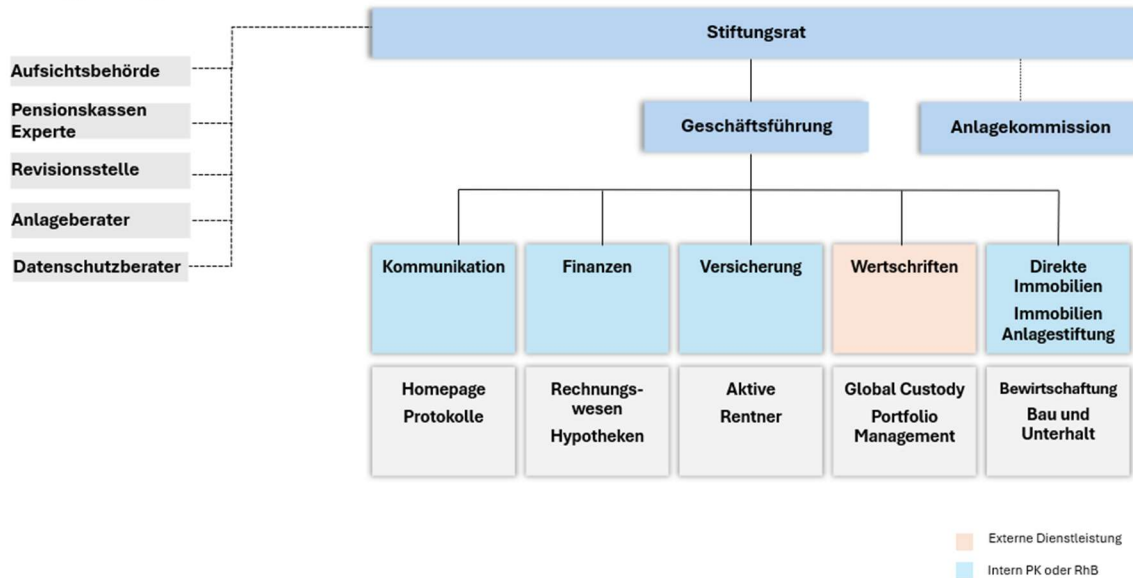 Stiftungsrat
Aufsichtsbehörde
Pensionskassen
Experte
Revisionsstelle
Anlageberater
Datenschutzberater
Geschäftsführung
Anlagekommission
Kommunikation
Finanzen
Versicherung
Wertschriften
Direkte
Immobilien
Immobilien
Anlagestiftung
Homepage
Protokolle
Rechnungs-
wesen
Hypotheken
Aktive
Rentner
Global Custody
Portfolio
Management
Bewirtschaftung
Bau und
Unterhalt
Externe Dienstleistung
Intern PK oder RhB